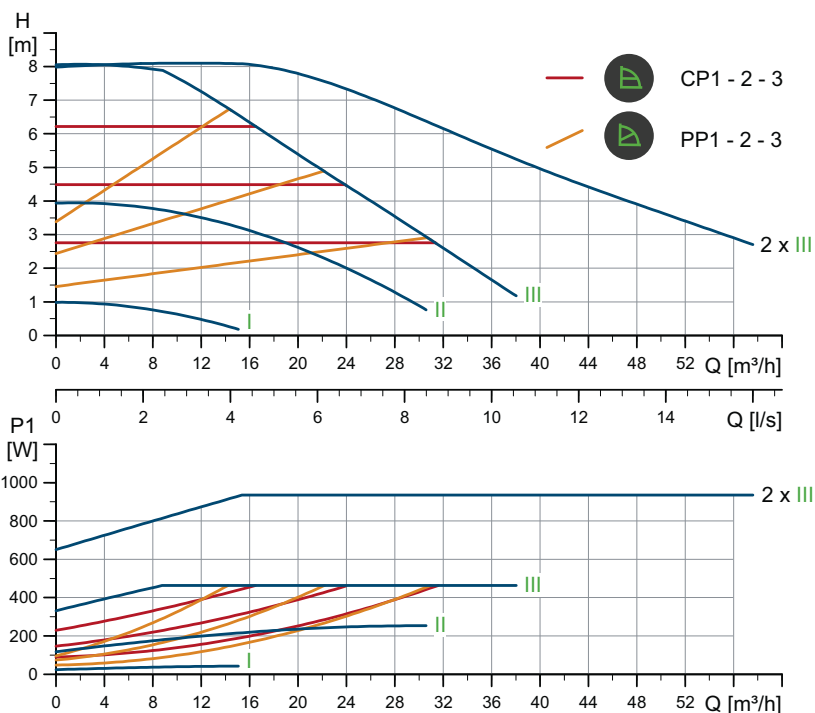 H
[m]
8
7
6
5
4
3
2
1
0
CP1 - 2 - 3
PP1 - 2 - 3
2 x III
III
II
I
0 4 8 12 16 20 24 28 32 36 40 44 48 52 Q [m³/h]
0 2 4 6 8 10 12 14 Q [l/s]
P1
[W]
1000
800
600
400
200
0
2 x III
III
II
I
0 4 8 12 16 20 24 28 32 36 40 44 48 52 Q [m³/h]